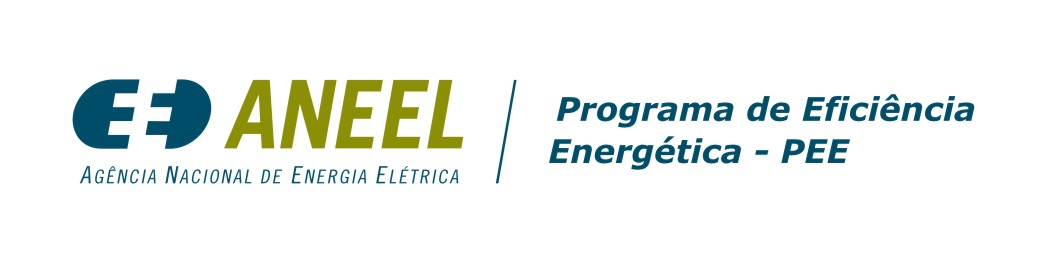 ANEEL
AGÊNCIA NACIONAL DE ENERGIA ELÉTRICA
Programa de Eficiência
Energética - PEE